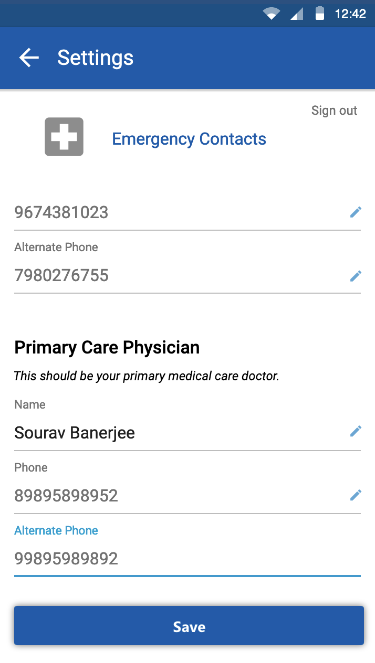 12:42
Settings
Sign out
Emergency Contacts
9674381023
Alternate Phone
7980276755
Primary Care Physician
This should be your primary medical care doctor.
Name
Sourav Banerjee
Phone
89895898952
Alternate Phone
99895989892
Save